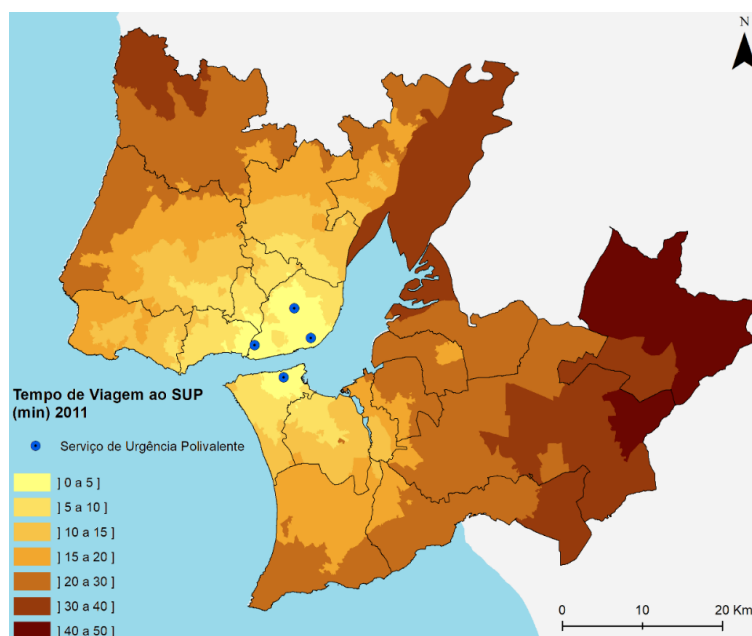 N
Tempo de Viagem ao SUP
(min) 2011
Serviço de Urgência Polivalente
] 0 a 5 ]
] 5 a 10 ]
] 10 a 15 ]
] 15 a 20 ]
] 20 a 30 ]
] 30 a 40 ]
] 40 a 50 ]
0 10 20 Km